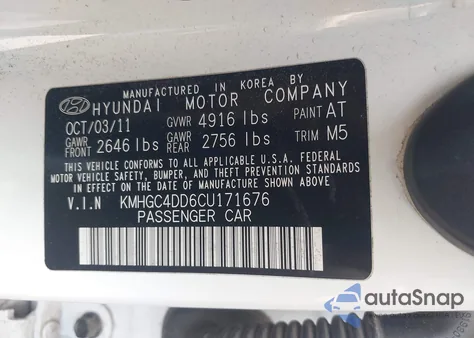 MANUFACTURED IN KOREA BY
HYUNDAI MOTOR COMPANY
OCT/03/11 GVWR 4916 lbs PAINT AT
GAWR FRONT 2646 lbs GAWR REAR 2756 lbs TRIM M5
THIS VEHICLE CONFORMS TO ALL APPLICABLE U.S.A. FEDERAL
MOTOR VEHICLE SAFETY, BUMPER, AND THEFT PREVENTION STANDARDS
IN EFFECT ON THE DATE OF MANUFACTURE SHOWN ABOVE.
V.I.N KMHGC4DD6CU171676
PASSENGER CAR
autoSnap